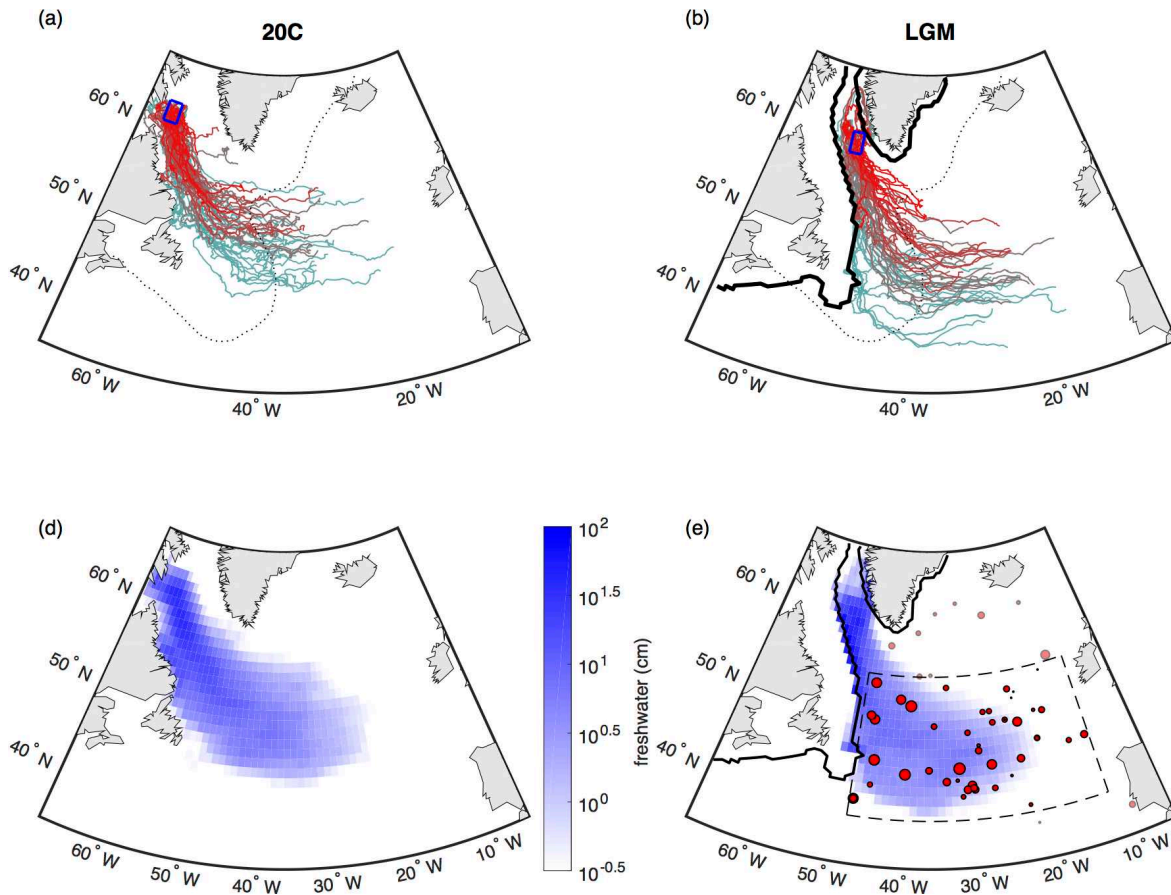 (a)
20C
(b)
LGM
60° N
50° N
40° N
60° W
40° W
20° W
60° N
50° N
40° N
60° W
40° W
20° W
(d)
10^2
10^1.5
10^1
10^0.5
10^0
10^-0.5
freshwater (cm)
(e)
60° N
50° N
40° N
60° W
50° W
40° W
30° W
20° W
10° W
60° N
50° N
40° N
60° W
50° W
40° W
30° W
20° W
10° W